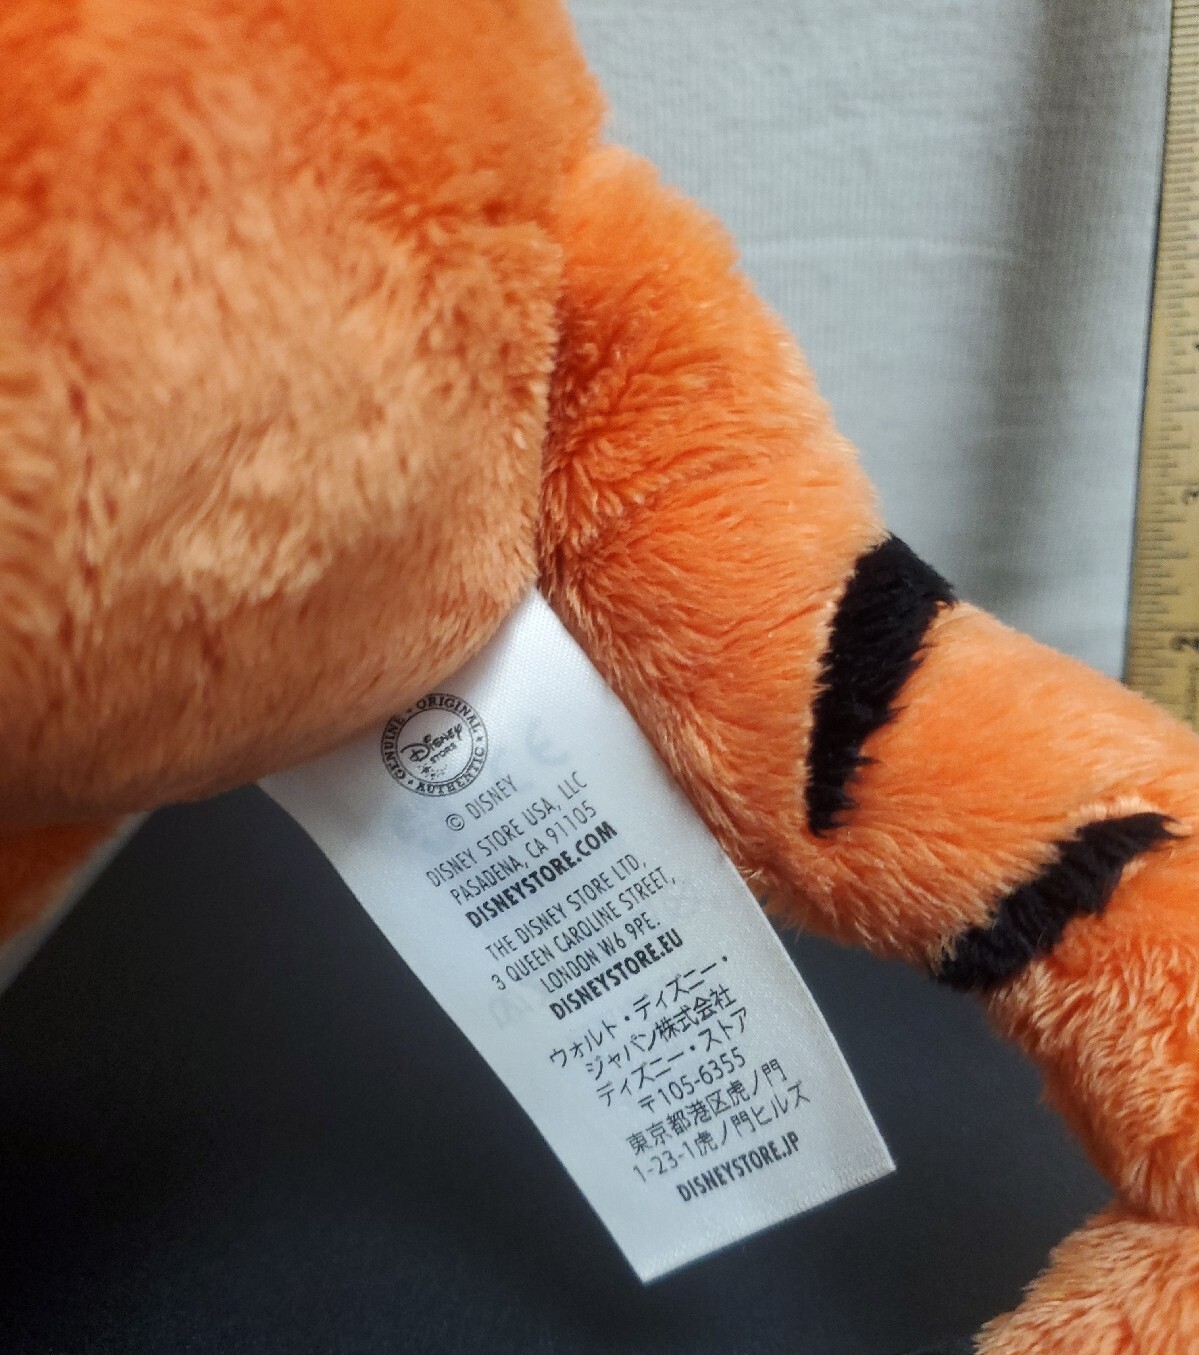 GENUINE • ORIGINAL • AUTHENTIC
DISNEY
STORE
© DISNEY
DISNEY STORE USA, LLC
PASADENA, CA 91105
DISNEYSTORE.COM
THE DISNEY STORE LTD,
3 QUEEN CAROLINE STREET,
LONDON W6 9PE.
DISNEYSTORE.EU
ウォルト・ディズニー・
ジャパン株式会社
ディズニー・ストア
〒105-6355
東京都港区虎ノ門
1-23-1虎ノ門ヒルズ
DISNEYSTORE.JP
3
2